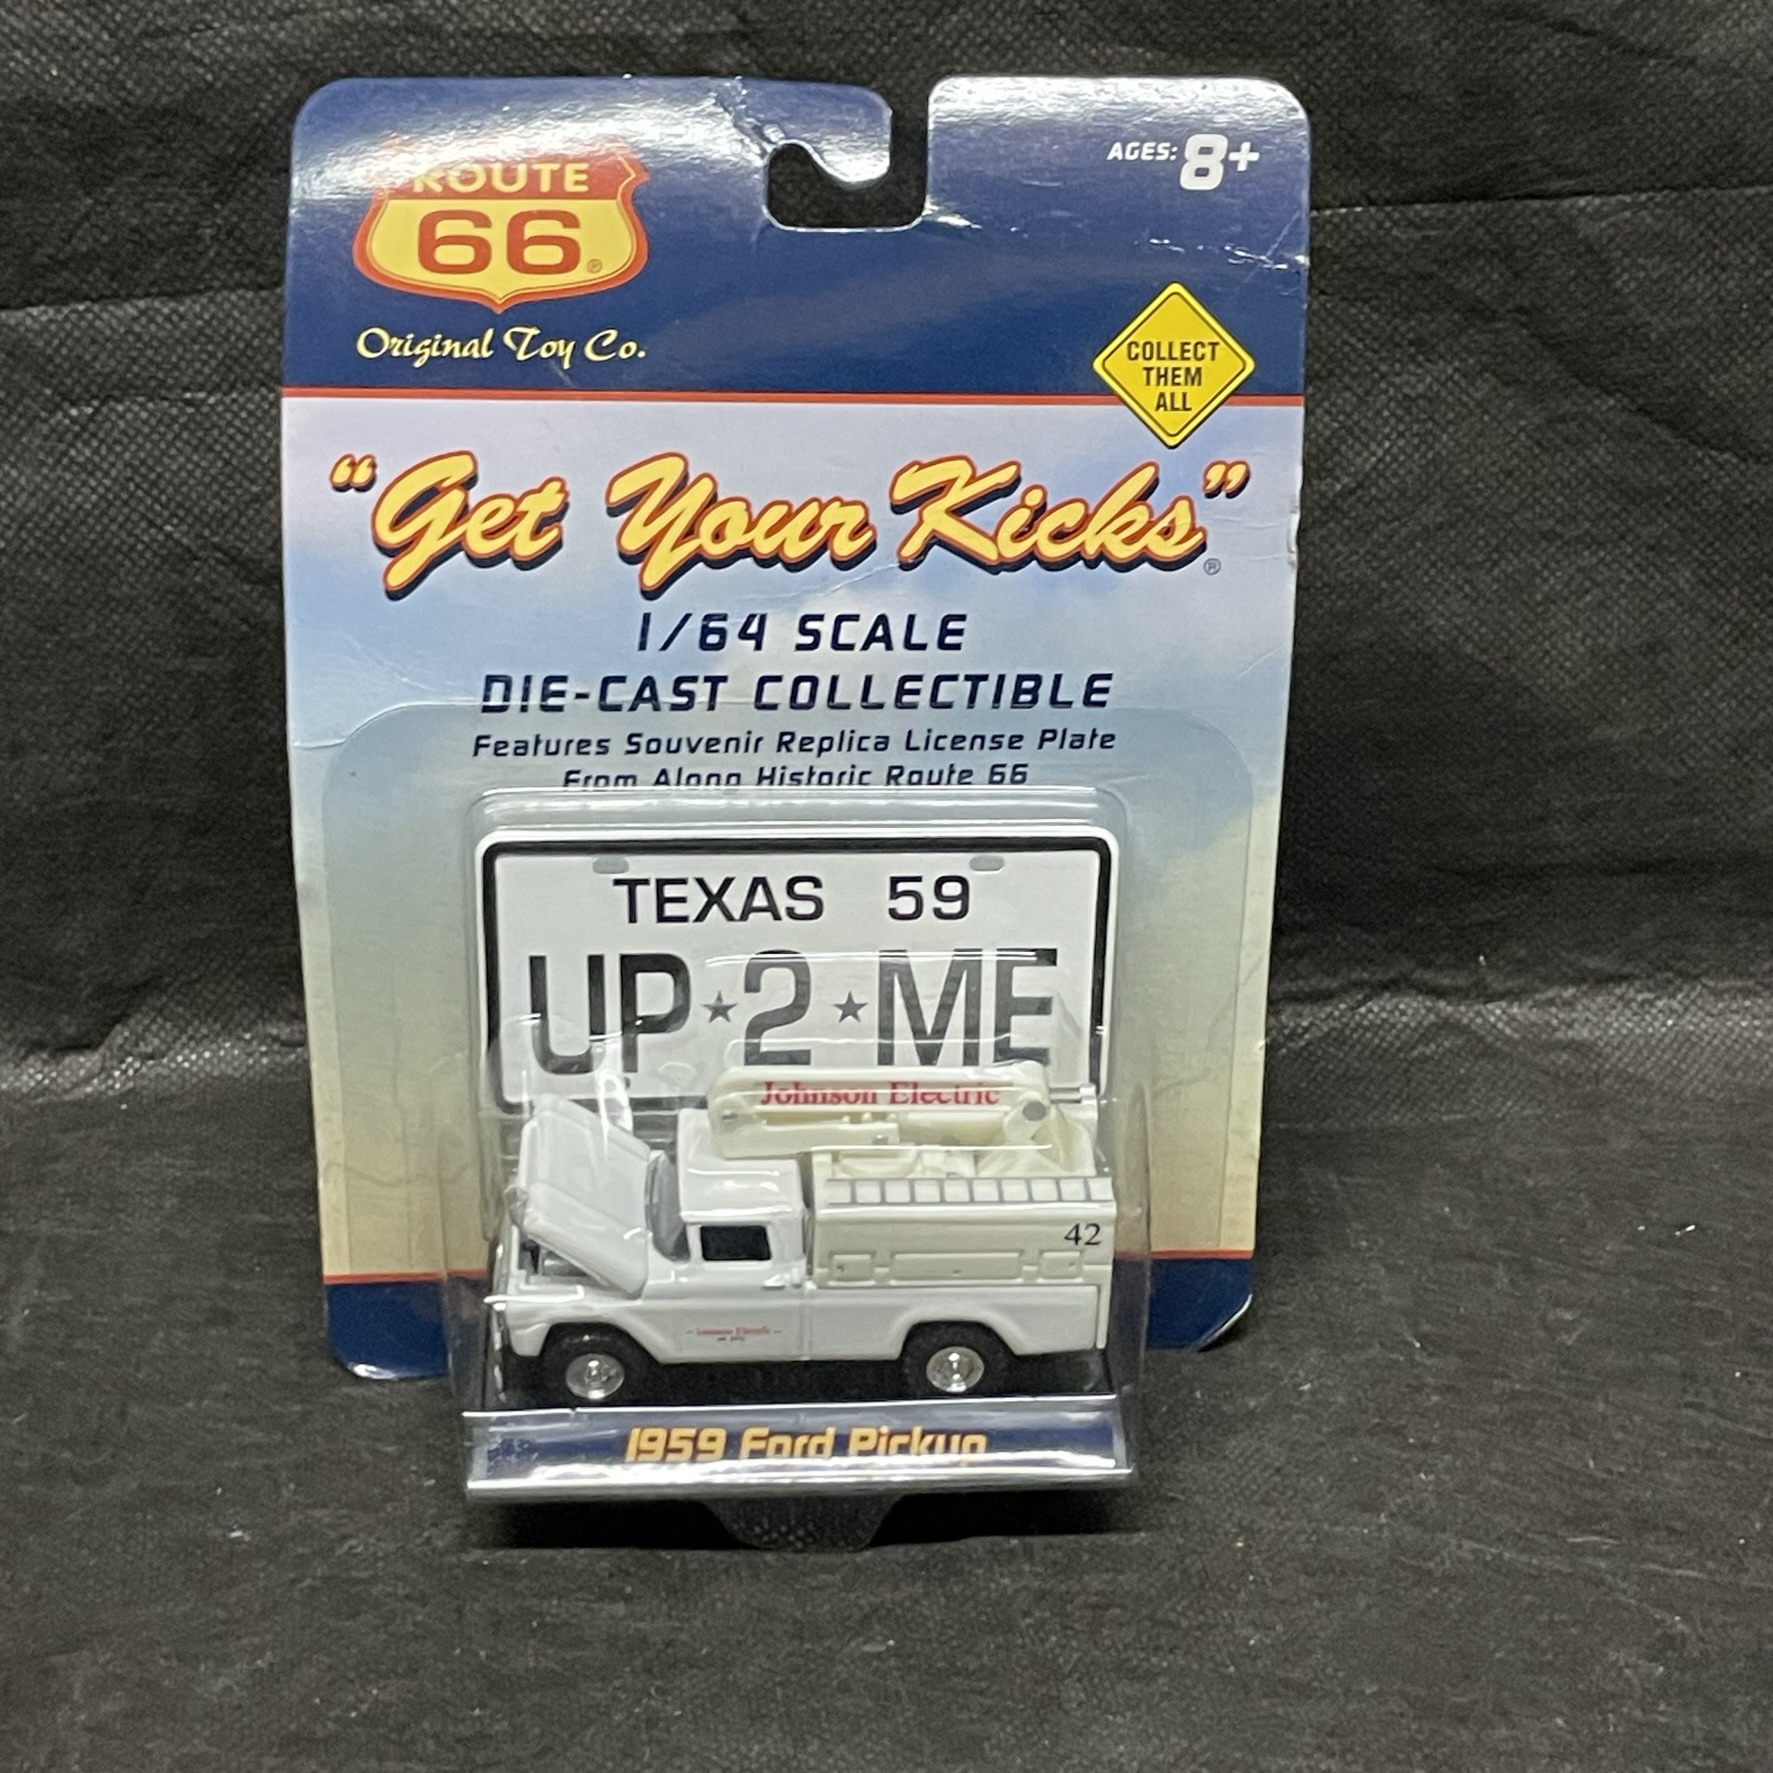 ROUTE
66®
Original Toy Co.
AGES: 8+
COLLECT
THEM
ALL
"Get Your Kicks"®
1/64 SCALE
DIE-CAST COLLECTIBLE
Features Souvenir Replica License Plate
From Along Historic Route 66
TEXAS 59
UP★2★ME
Johnson Electric
42
Johnson Electric
1959 Ford Pickup